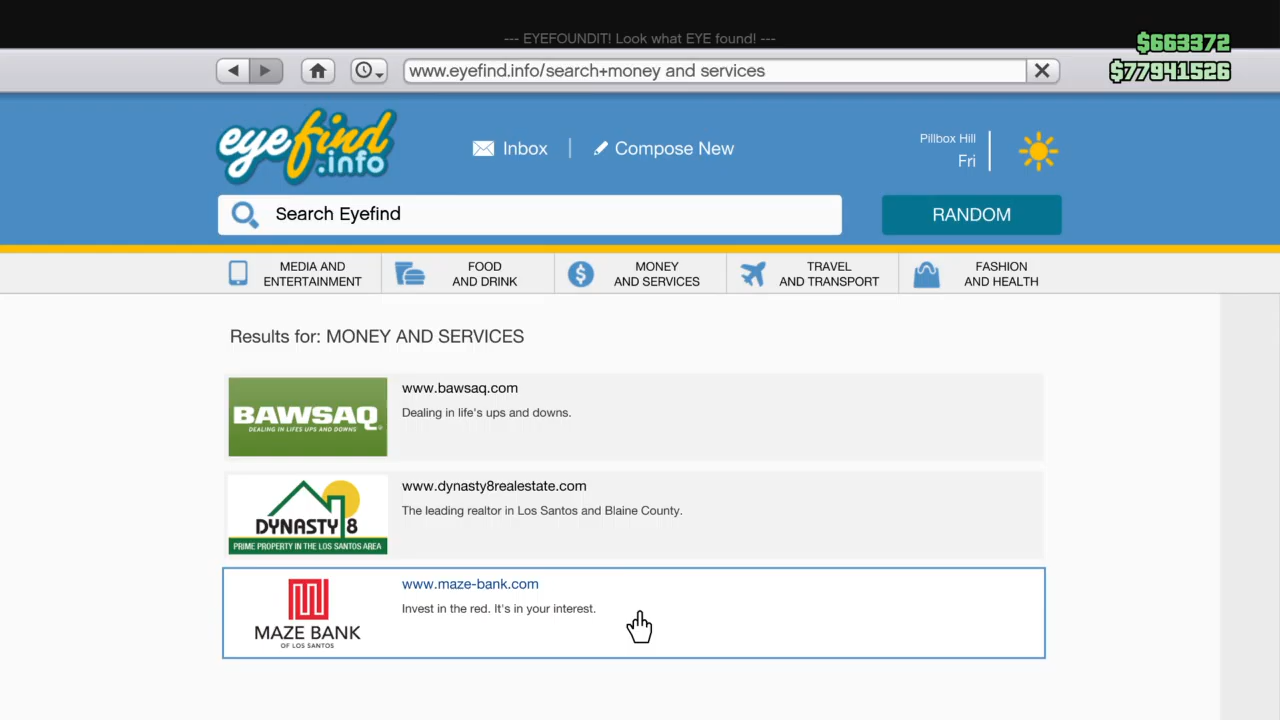 --- EYEFOUNDIT! Look what EYE found! ---
$663372
$77941526
www.eyefind.info/search+money and services
eyefind
.info
Inbox
Compose New
Pillbox Hill
Fri
Search Eyefind
RANDOM
MEDIA AND
ENTERTAINMENT
FOOD
AND DRINK
MONEY
AND SERVICES
TRAVEL
AND TRANSPORT
FASHION
AND HEALTH
Results for: MONEY AND SERVICES
BAWSAQ
DEALING IN LIFES UPS AND DOWNS
www.bawsaq.com
Dealing in life's ups and downs.
DYNASTY 8
PRIME PROPERTY IN THE LOS SANTOS AREA
www.dynasty8realestate.com
The leading realtor in Los Santos and Blaine County.
MAZE BANK
OF LOS SANTOS
www.maze-bank.com
Invest in the red. It's in your interest.